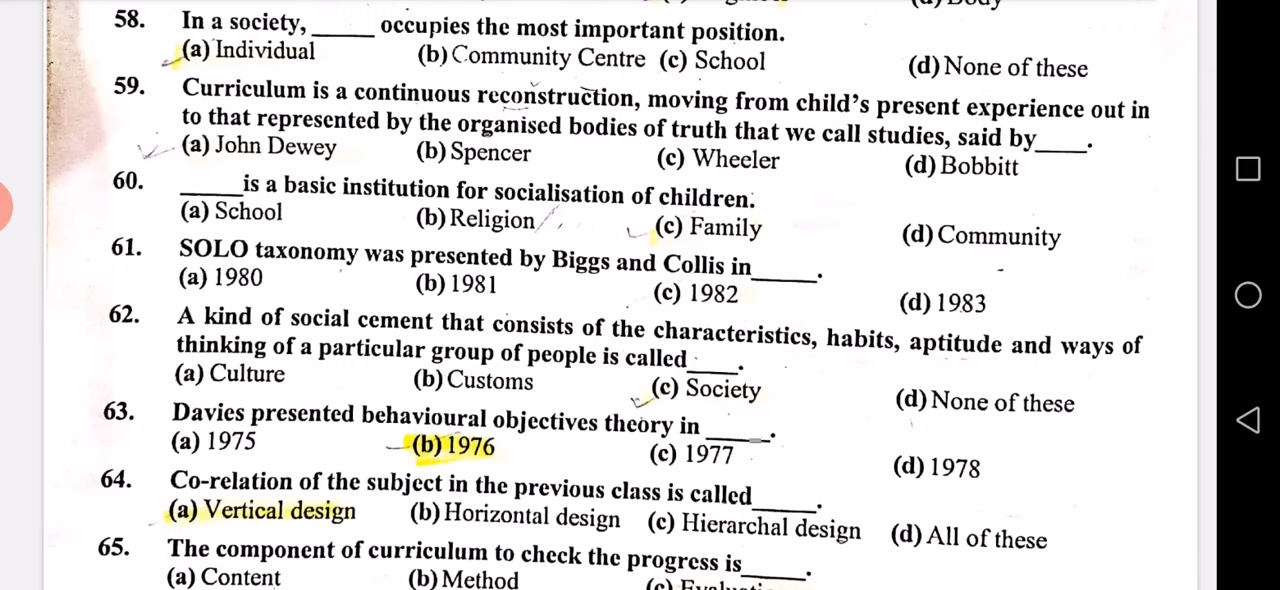 58. In a society, _____ occupies the most important position.
(a) Individual (b) Community Centre (c) School (d) None of these
59. Curriculum is a continuous reconstruction, moving from child's present experience out in
to that represented by the organised bodies of truth that we call studies, said by____.
(a) John Dewey (b) Spencer (c) Wheeler (d) Bobbitt
60. _____is a basic institution for socialisation of children.
(a) School (b) Religion (c) Family (d) Community
61. SOLO taxonomy was presented by Biggs and Collis in_____.
(a) 1980 (b) 1981 (c) 1982 (d) 1983
62. A kind of social cement that consists of the characteristics, habits, aptitude and ways of
thinking of a particular group of people is called____.
(a) Culture (b) Customs (c) Society (d) None of these
63. Davies presented behavioural objectives theory in _____.
(a) 1975 (b) 1976 (c) 1977 (d) 1978
64. Co-relation of the subject in the previous class is called_____.
(a) Vertical design (b) Horizontal design (c) Hierarchal design (d) All of these
65. The component of curriculum to check the progress is_____.
(a) Content (b) Method